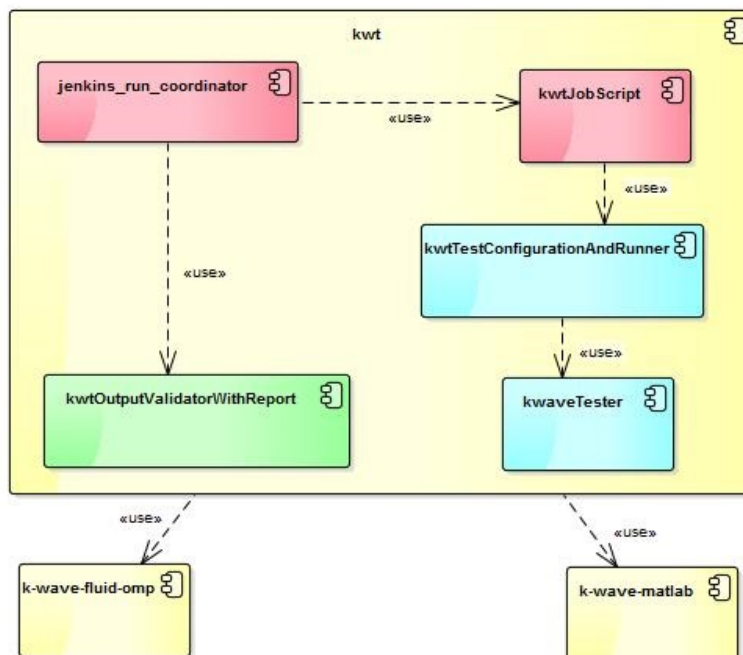 kwt
jenkins_run_coordinator
kwtJobScript
«use»
«use»
kwtTestConfigurationAndRunner
«use»
«use»
kwtOutputValidatorWithReport
kwaveTester
«use»
«use»
k-wave-fluid-omp
k-wave-matlab